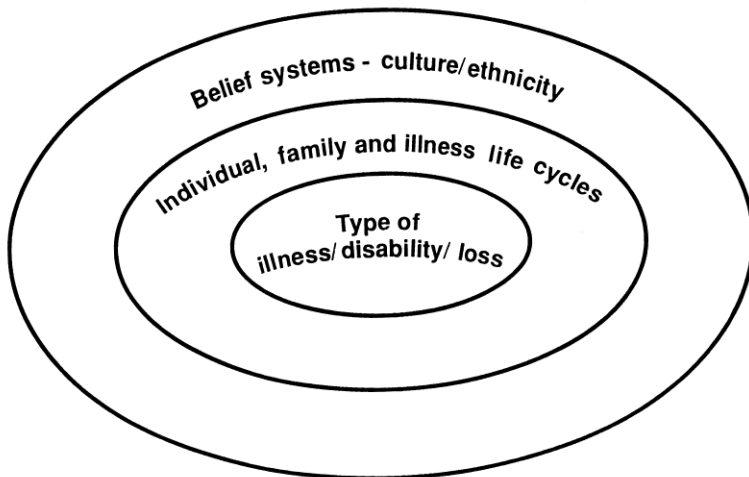 Belief systems - culture/ethnicity
Individual, family and illness life cycles
Type of
illness/disability/loss